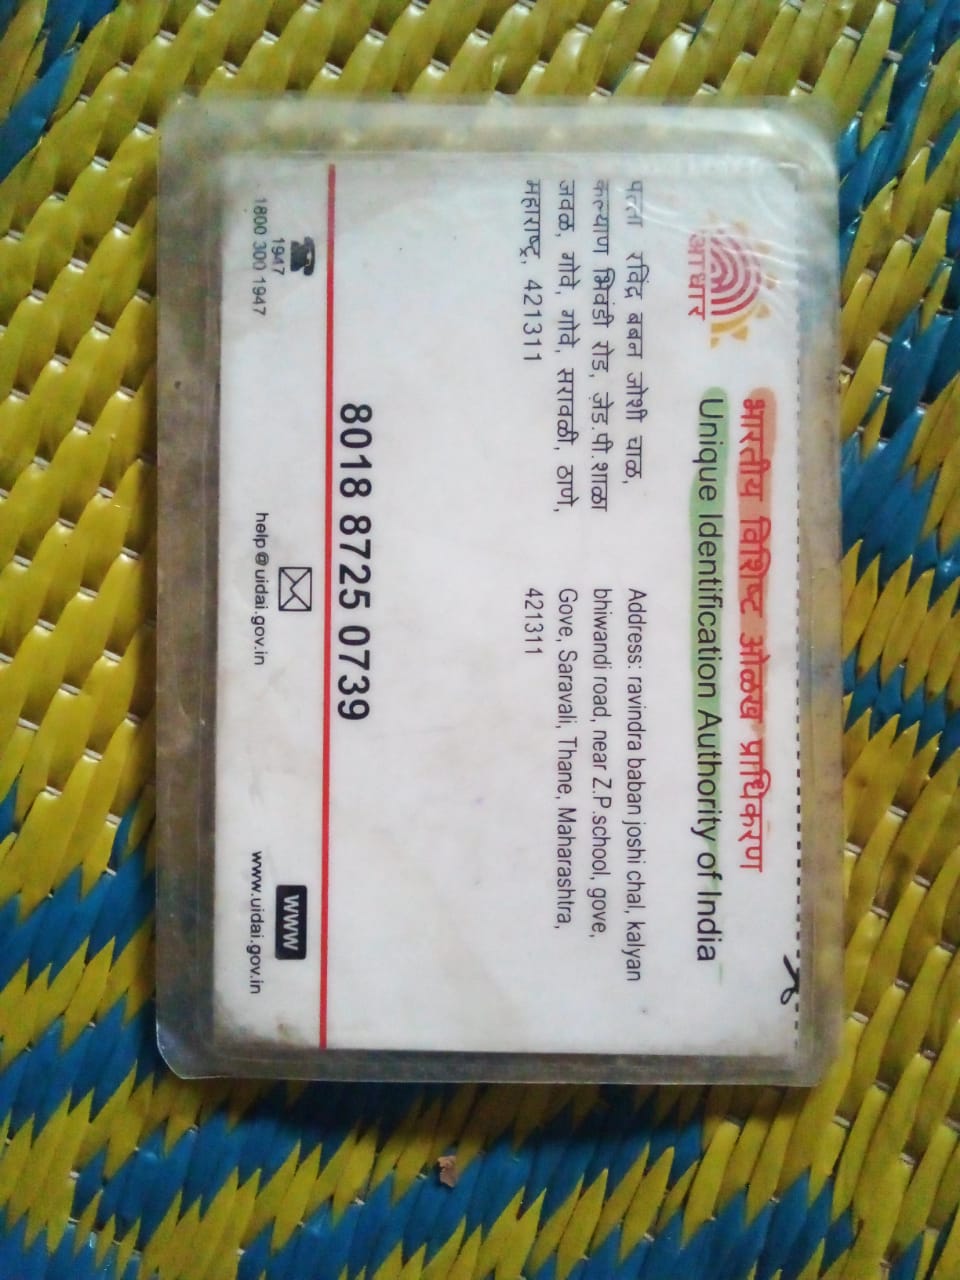 भारतीय विशिष्ट ओळख प्राधिकरण
Unique Identification Authority of India
आधार
पत्ता रविंद्र बबन जोशी चाळ,
कल्याण भिवंडी रोड, जेड.पी.शाळा
जवळ, गोवे, गोवे, सरावळी, ठाणे,
महाराष्ट्र, 421311
Address: ravindra baban joshi chal, kalyan
bhiwandi road, near Z.P.school, gove,
Gove, Saravali, Thane, Maharashtra,
421311
8018 8725 0739
1947
1800 300 1947
help@uidai.gov.in
WWW
www.uidai.gov.in